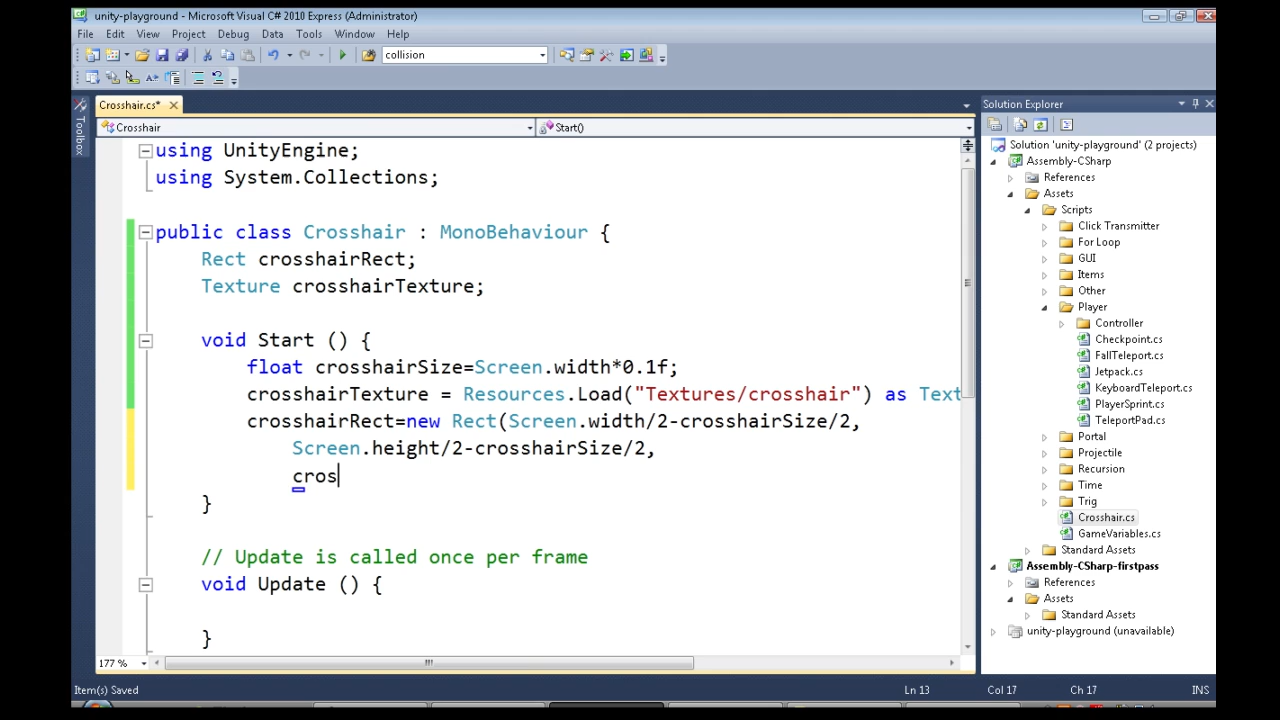 unity-playground - Microsoft Visual C# 2010 Express (Administrator)
File Edit View Project Debug Data Tools Window Help
collision
Crosshair.cs*
Solution Explorer
Toolbox
Crosshair
Start()
using UnityEngine;
using System.Collections;
public class Crosshair : MonoBehaviour {
Rect crosshairRect;
Texture crosshairTexture;
void Start () {
float crosshairSize=Screen.width*0.1f;
crosshairTexture = Resources.Load("Textures/crosshair") as Text
crosshairRect=new Rect(Screen.width/2-crosshairSize/2,
Screen.height/2-crosshairSize/2,
cros
}
// Update is called once per frame
void Update () {
}
Solution 'unity-playground' (2 projects)
Assembly-CSharp
References
Assets
Scripts
Click Transmitter
For Loop
GUI
Items
Other
Player
Controller
Checkpoint.cs
FallTeleport.cs
Jetpack.cs
KeyboardTeleport.cs
PlayerSprint.cs
TeleportPad.cs
Portal
Projectile
Recursion
Time
Trig
Crosshair.cs
GameVariables.cs
Standard Assets
Assembly-CSharp-firstpass
References
Assets
Standard Assets
unity-playground (unavailable)
177 %
Item(s) Saved
Ln 13
Col 17
Ch 17
INS